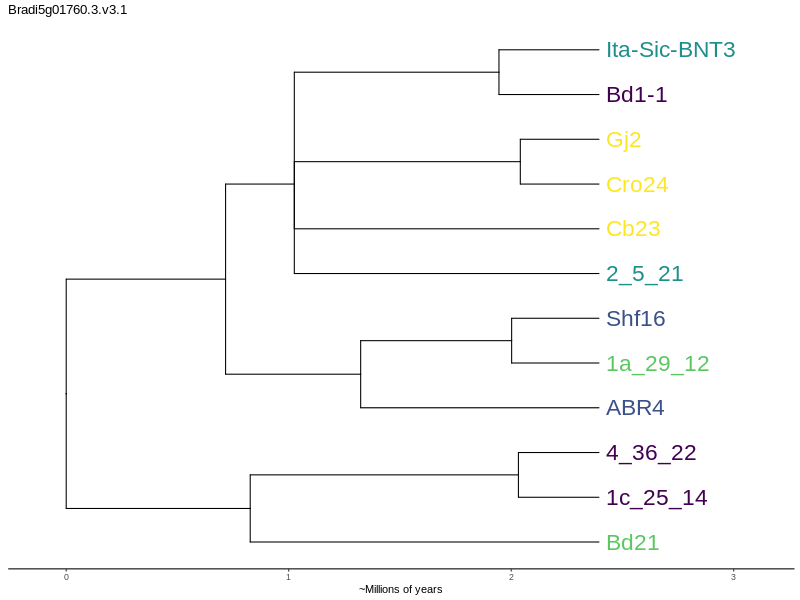 Bradi5g01760.3.v3.1
Ita-Sic-BNT3
Bd1-1
Gj2
Cro24
Cb23
2_5_21
Shf16
1a_29_12
ABR4
4_36_22
1c_25_14
Bd21
0 1 2 3
~Millions of years